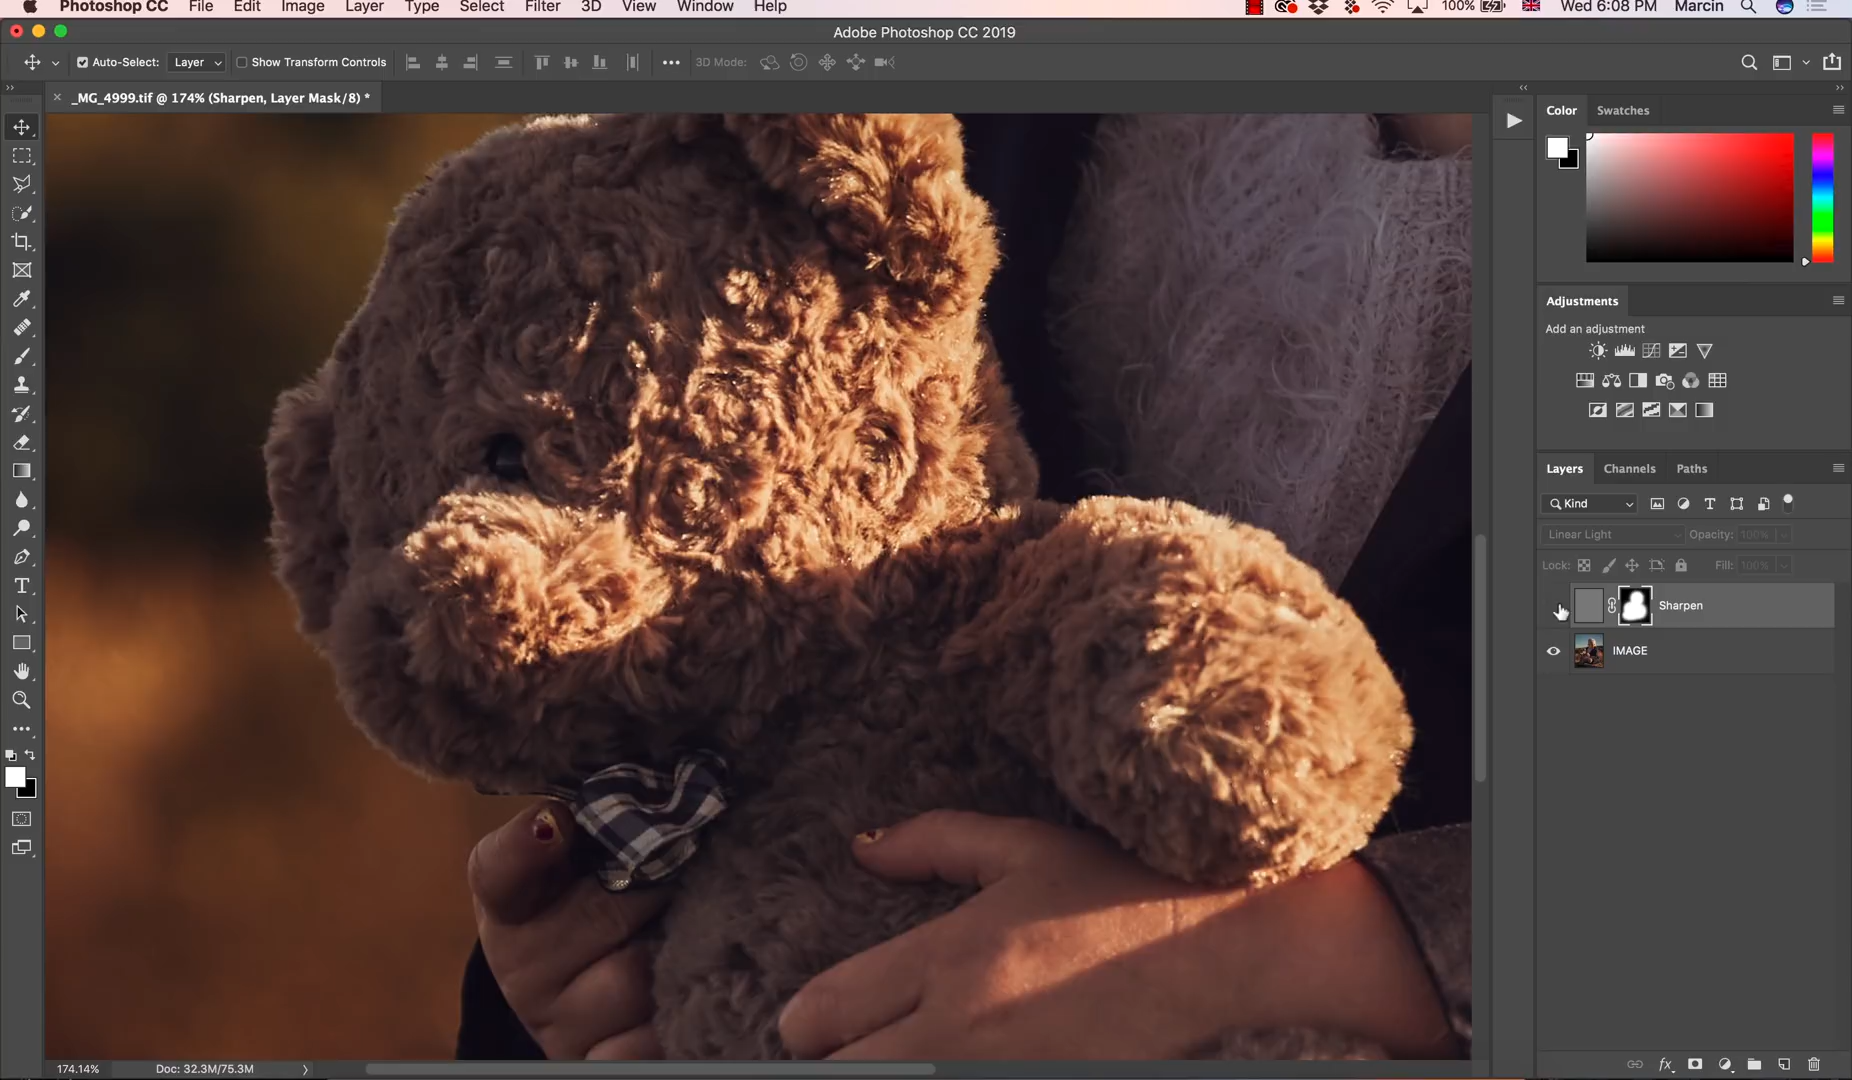 Photoshop CC File Edit Image Layer Type Select Filter 3D View Window Help 100% Wed 6:08 PM Marcin
Adobe Photoshop CC 2019
Auto-Select: Layer Show Transform Controls 3D Mode:
_MG_4999.tif @ 174% (Sharpen, Layer Mask/8) *
Color Swatches
Adjustments
Add an adjustment
Layers Channels Paths
Kind
Linear Light Opacity: 100%
Lock: Fill: 100%
Sharpen
IMAGE
174.14% Doc: 32.3M/75.3M